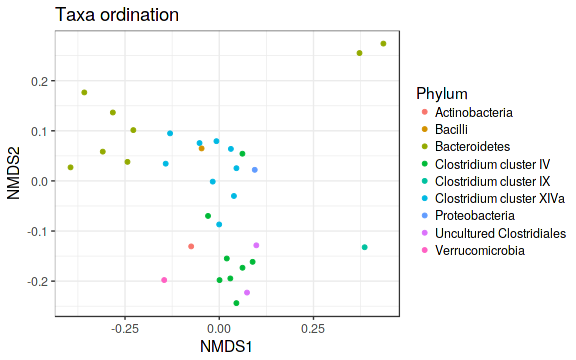 Taxa ordination
0.2
0.1
0.0
-0.1
-0.2
NMDS2
-0.25
0.00
0.25
NMDS1
Phylum
Actinobacteria
Bacilli
Bacteroidetes
Clostridium cluster IV
Clostridium cluster IX
Clostridium cluster XIVa
Proteobacteria
Uncultured Clostridiales
Verrucomicrobia